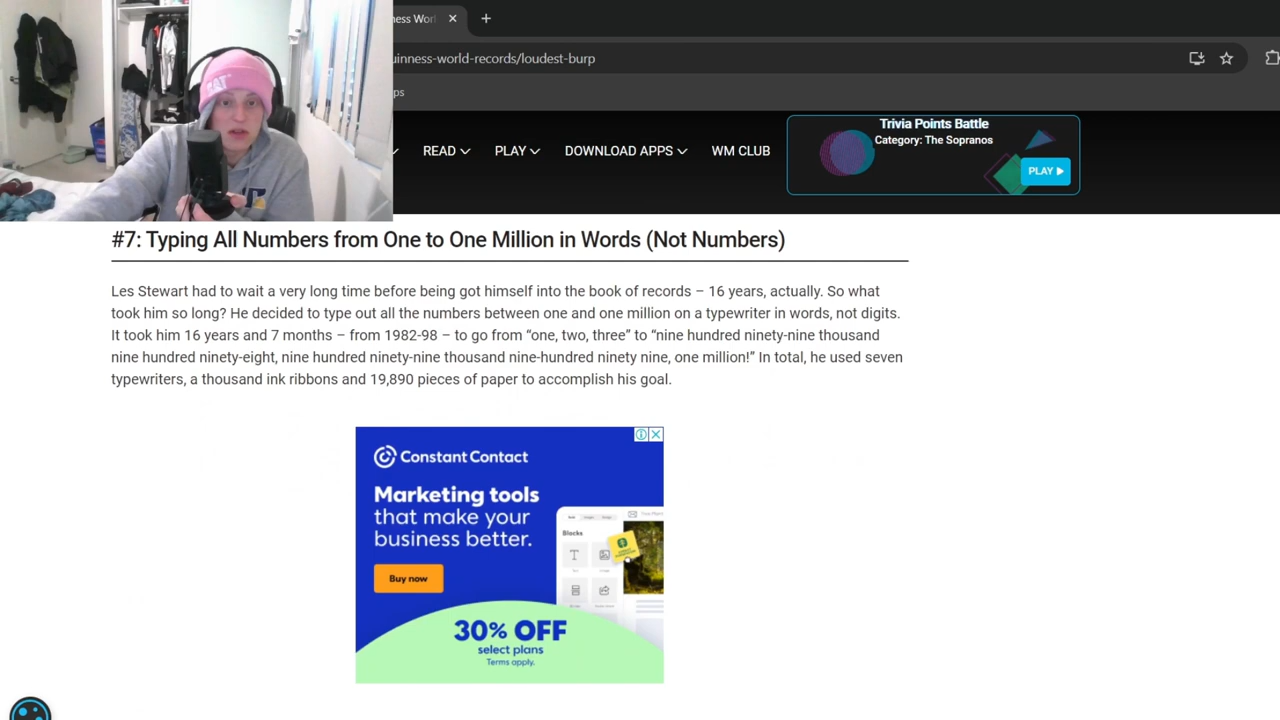 ness Worl
uinness-world-records/loudest-burp
ps
READ
PLAY
DOWNLOAD APPS
WM CLUB
Trivia Points Battle
Category: The Sopranos
PLAY
#7: Typing All Numbers from One to One Million in Words (Not Numbers)
Les Stewart had to wait a very long time before being got himself into the book of records – 16 years, actually. So what
took him so long? He decided to type out all the numbers between one and one million on a typewriter in words, not digits.
It took him 16 years and 7 months – from 1982-98 – to go from “one, two, three” to “nine hundred ninety-nine thousand
nine hundred ninety-eight, nine hundred ninety-nine thousand nine-hundred ninety nine, one million!” In total, he used seven
typewriters, a thousand ink ribbons and 19,890 pieces of paper to accomplish his goal.
Constant Contact
Marketing tools
that make your
business better.
Buy now
Blocks
30% OFF
select plans
Terms apply.